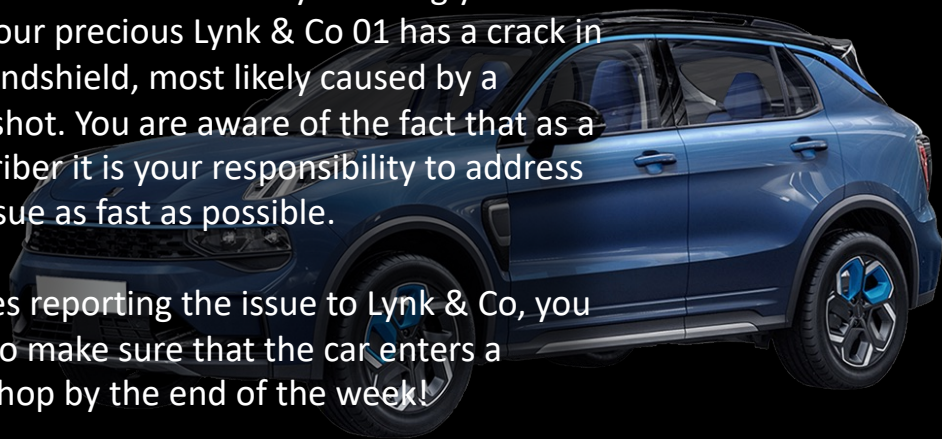 our precious Lynk & Co 01 has a crack in
ndshield, most likely caused by a
shot. You are aware of the fact that as a
riber it is your responsibility to address
sue as fast as possible.
es reporting the issue to Lynk & Co, you
o make sure that the car enters a
hop by the end of the week!